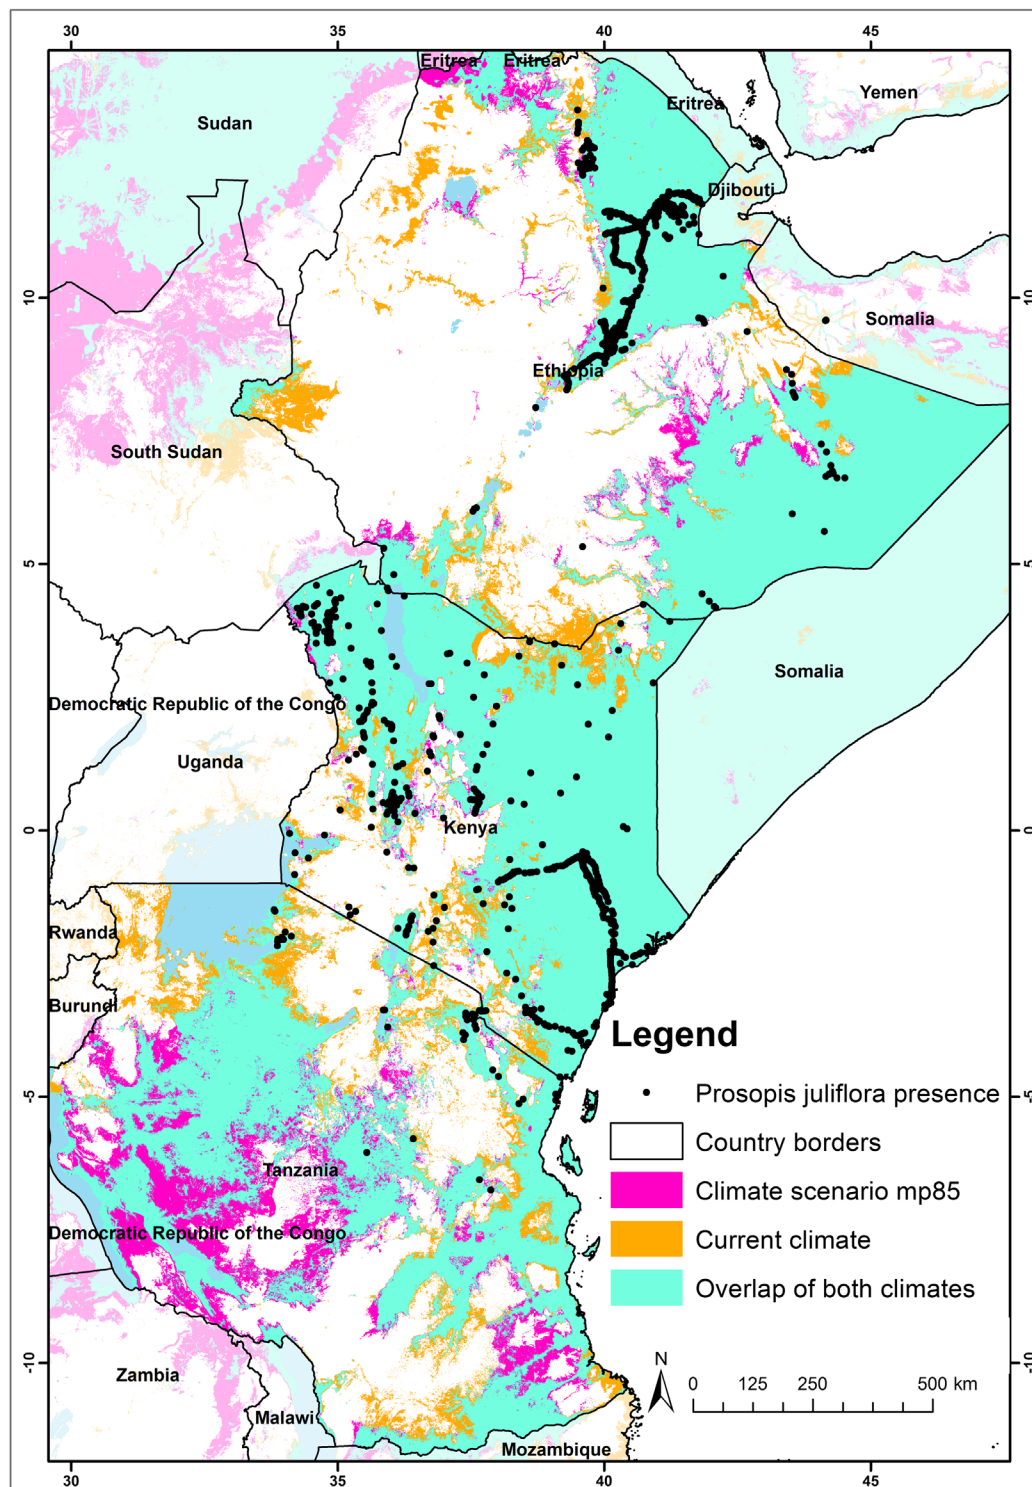 30 35 40 45
Eritrea Eritrea
Yemen
Eritrea
Sudan
Djibouti
10 10
Somalia
Ethiopia
South Sudan
5 5
Somalia
Democratic Republic of the Congo
Uganda
0 0
Kenya
Rwanda
Burundi
Legend
Prosopis juliflora presence
-5 -5
Country borders
Tanzania
Climate scenario mp85
Democratic Republic of the Congo
Current climate
Overlap of both climates
N
-10 -10
Zambia
0 125 250 500 km
Malawi
Mozambique
30 35 40 45